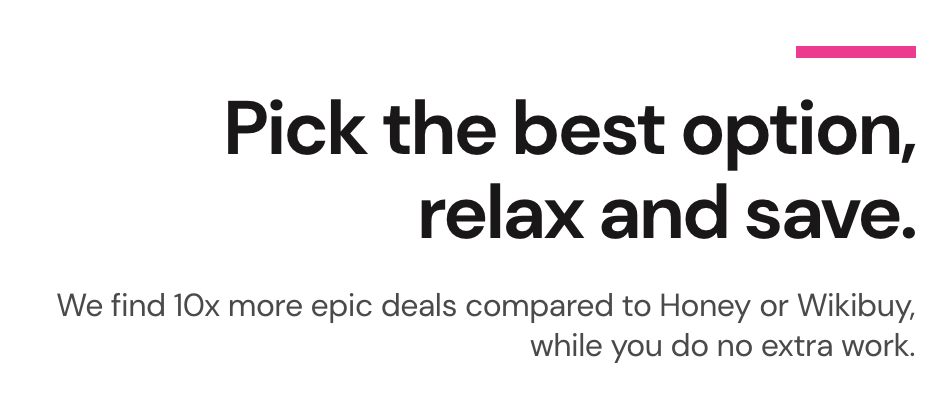 Pick the best option,
relax and save.
We find 10x more epic deals compared to Honey or Wikibuy,
while you do no extra work.